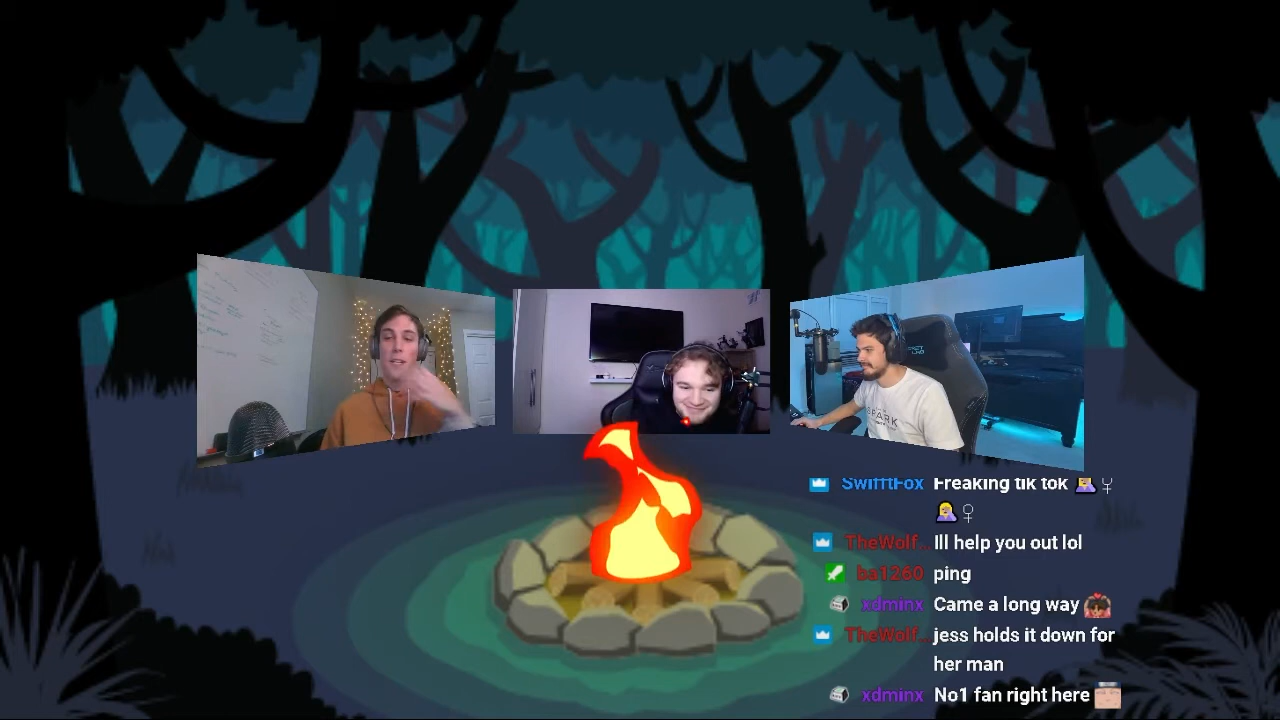 SPARK
SwifftFox Freaking tik tok
TheWolf... Ill help you out lol
ba1260 ping
xdminx Came a long way
TheWolf... jess holds it down for
her man
xdminx No1 fan right here